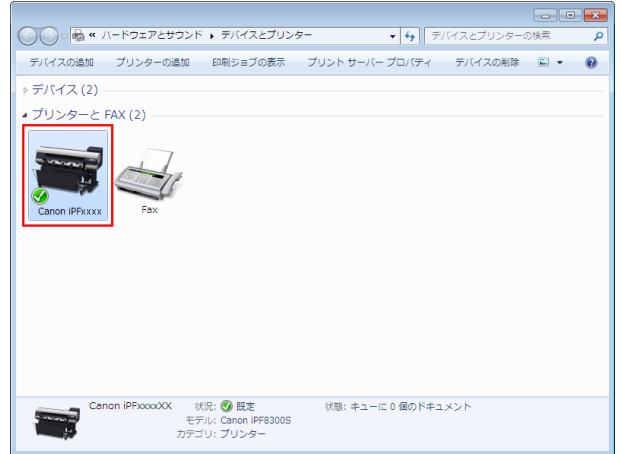 « ハードウェアとサウンド ▸ デバイスとプリンター デバイスとプリンターの検索
デバイスの追加 プリンターの追加 印刷ジョブの表示 プリント サーバー プロパティ デバイスの削除
デバイス (2)
プリンターと FAX (2)
Canon iPFxxxx Fax
Canon iPFxxxxXX 状況: 既定 状態: キューに 0 個のドキュメント
モデル: Canon iPF8300S
カテゴリ: プリンター